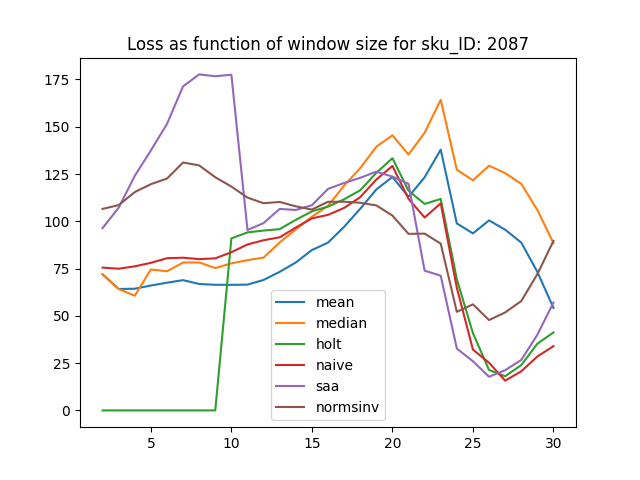 Loss as function of window size for sku_ID: 2087
175
150
125
100
75
50
25
0
mean
median
holt
naive
saa
normsinv
5 10 15 20 25 30